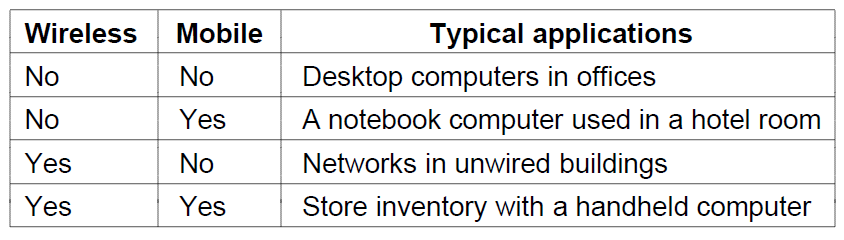 Wireless Mobile Typical applications
No No Desktop computers in offices
No Yes A notebook computer used in a hotel room
Yes No Networks in unwired buildings
Yes Yes Store inventory with a handheld computer